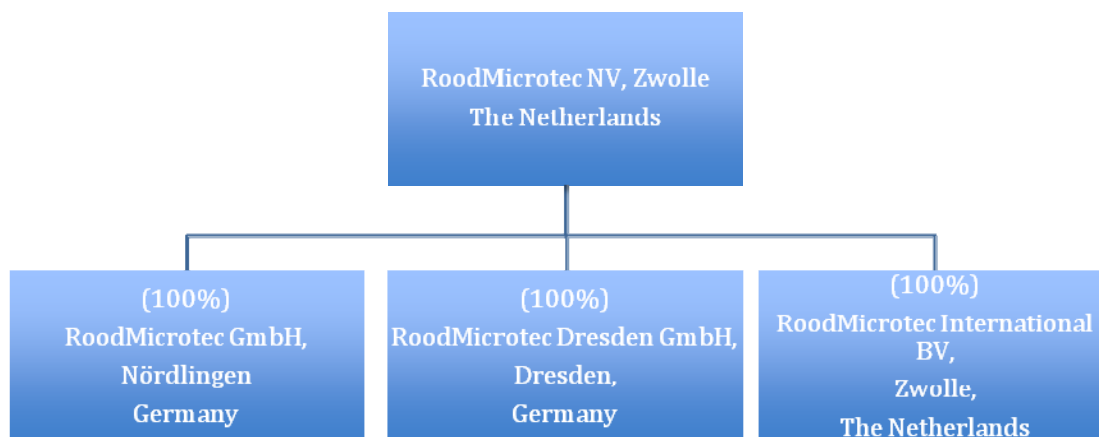 RoodMicrotec NV, Zwolle
The Netherlands
(100%)
RoodMicrotec GmbH,
Nördlingen
Germany
(100%)
RoodMicrotec Dresden GmbH,
Dresden,
Germany
(100%)
RoodMicrotec International
BV,
Zwolle,
The Netherlands